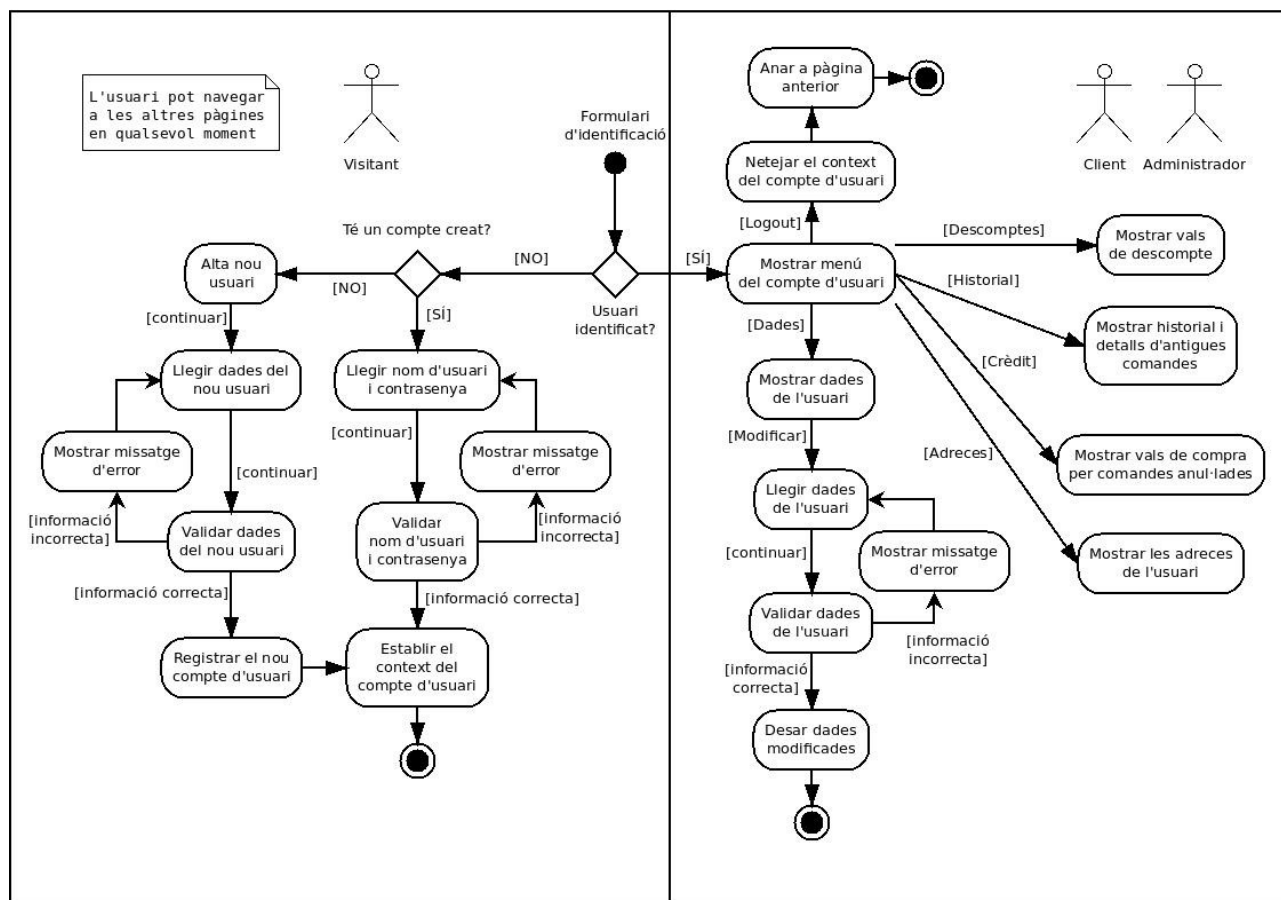 L'usuari pot navegar
a les altres pàgines
en qualsevol moment
Visitant
Formulari
d'identificació
Té un compte creat?
[NO]
[NO]
Usuari
identificat?
[SÍ]
Alta nou
usuari
[continuar]
[SÍ]
Llegir dades del
nou usuari
Llegir nom d'usuari
i contrasenya
[continuar]
Mostrar missatge
d'error
[continuar]
Mostrar missatge
d'error
[informació
incorrecta]
Validar dades
del nou usuari
Validar
nom d'usuari
i contrasenya
[informació
incorrecta]
[informació correcta]
[informació correcta]
Registrar el nou
compte d'usuari
Establir el
context del
compte d'usuari
Anar a pàgina
anterior
Netejar el context
del compte d'usuari
[Logout]
Client
Administrador
Mostrar menú
del compte d'usuari
[Descomptes]
Mostrar vals
de descompte
[Historial]
Mostrar historial i
detalls d'antigues
comandes
[Crèdit]
Mostrar vals de compra
per comandes anul·lades
[Adreces]
Mostrar les adreces
de l'usuari
[Dades]
Mostrar dades
de l'usuari
[Modificar]
Llegir dades
de l'usuari
[continuar]
Mostrar missatge
d'error
Validar dades
de l'usuari
[informació
incorrecta]
[informació
correcta]
Desar dades
modificades